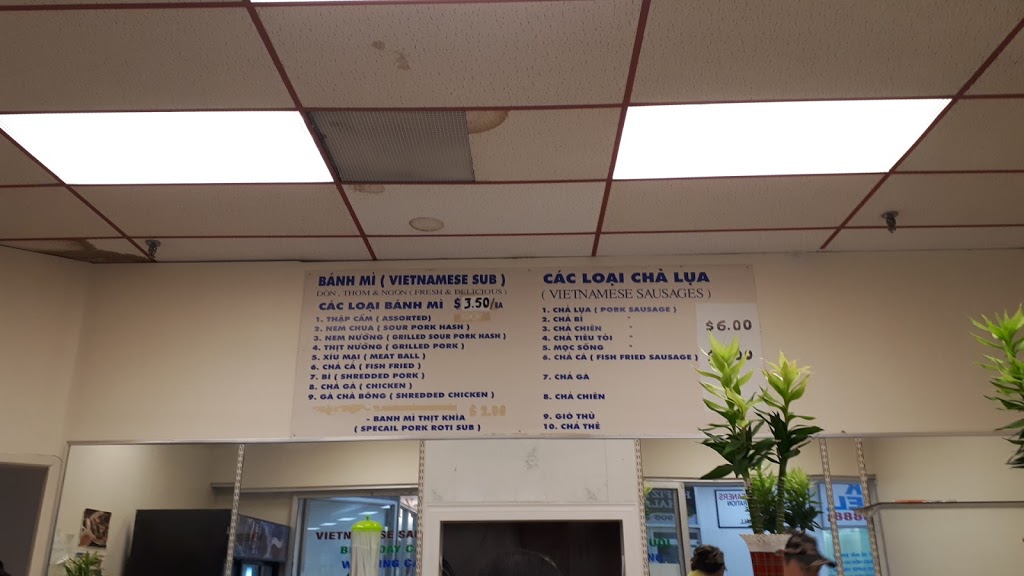 BÁNH MÌ ( VIETNAMESE SUB )
DÒN , THOM & NGON ( FRESH & DELICIOUS )
CÁC LOẠI BÁNH MÌ $3.50/EA
1. THẬP CẨM ( ASSORTED)
2. NEM CHUA ( SOUR PORK HASH )
3. NEM NƯỚNG ( GRILLED SOUR PORK HASH )
4. THỊT NƯỚNG ( GRILLED PORK )
5. XÍU MẠI ( MEAT BALL )
6. CHẢ CÁ ( FISH FRIED )
7. BÌ ( SHREDDED PORK )
8. CHẢ GÀ ( CHICKEN )
9. GÀ CHÀ BÔNG ( SHREDDED CHICKEN )
- BANH MÌ THỊT KHÌA
( SPECAIL PORK ROTI SUB )
CÁC LOẠI CHẢ LỤA
( VIETNAMESE SAUSAGES )
1. CHẢ LỤA ( PORK SAUSAGE )
2. CHẢ BÌ "
3. CHẢ CHIÊN "
4. CHẢ TIÊU TỎI "
5. MỌC SỐNG "
6. CHẢ CÁ ( FISH FRIED SAUSAGE )
7. CHẢ GÀ
8. CHẢ CHIÊN
9. GIÒ THỦ
10. CHẢ THẺ
$6.00